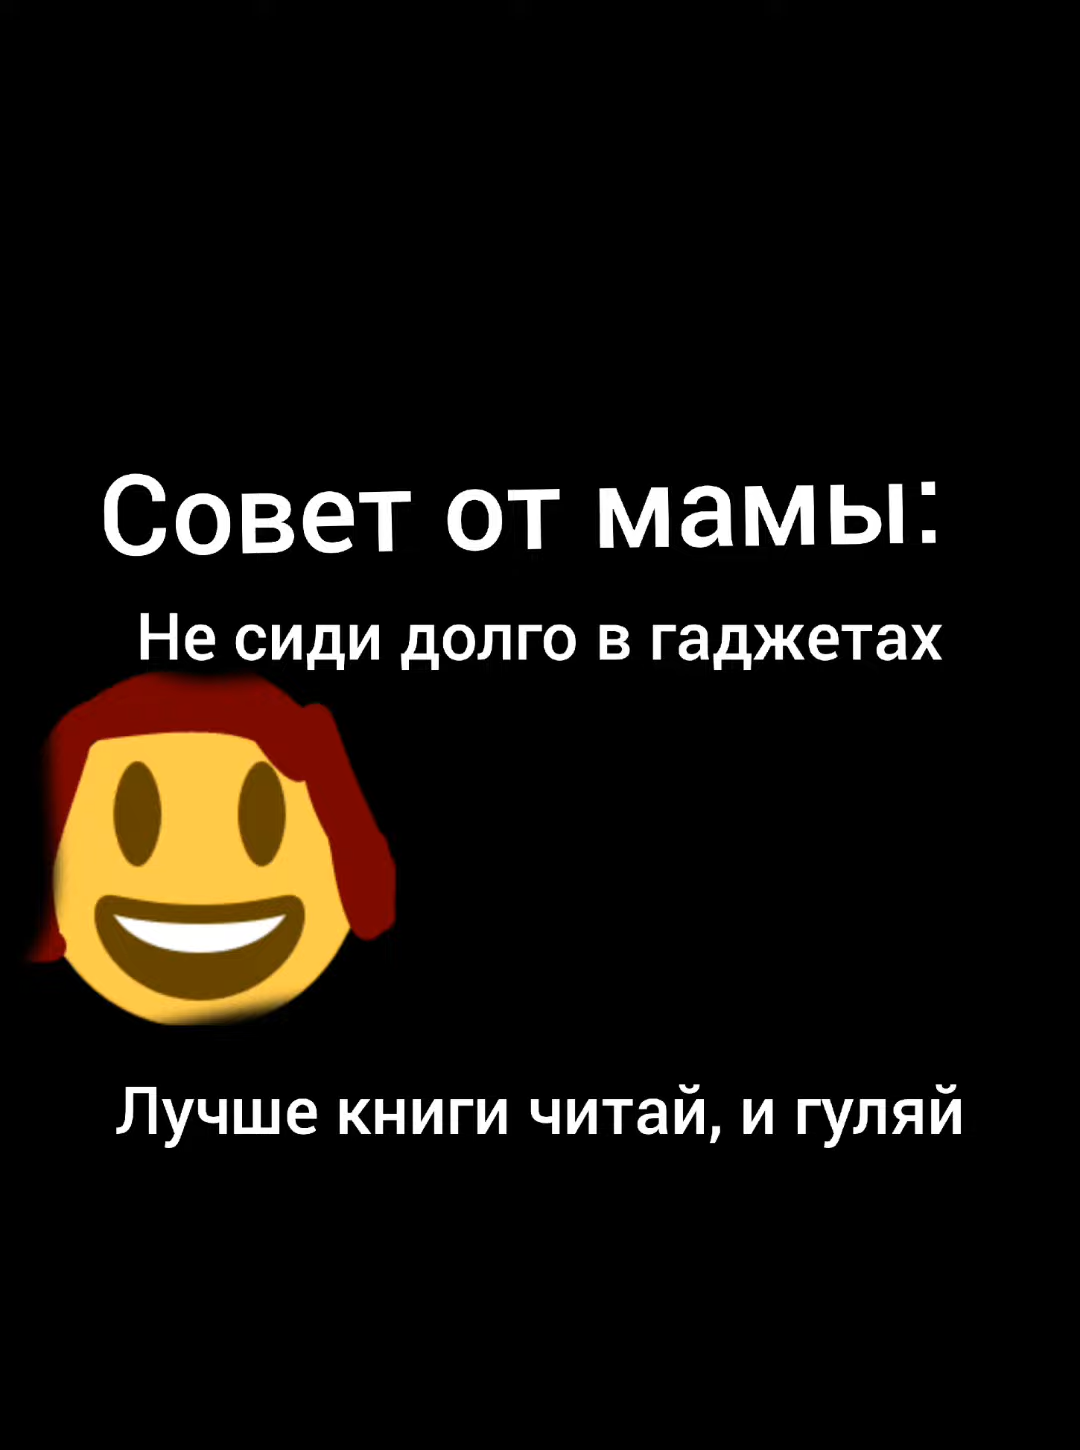 Совет от мамы:
Не сиди долго в гаджетах
Лучше книги читай, и гуляй